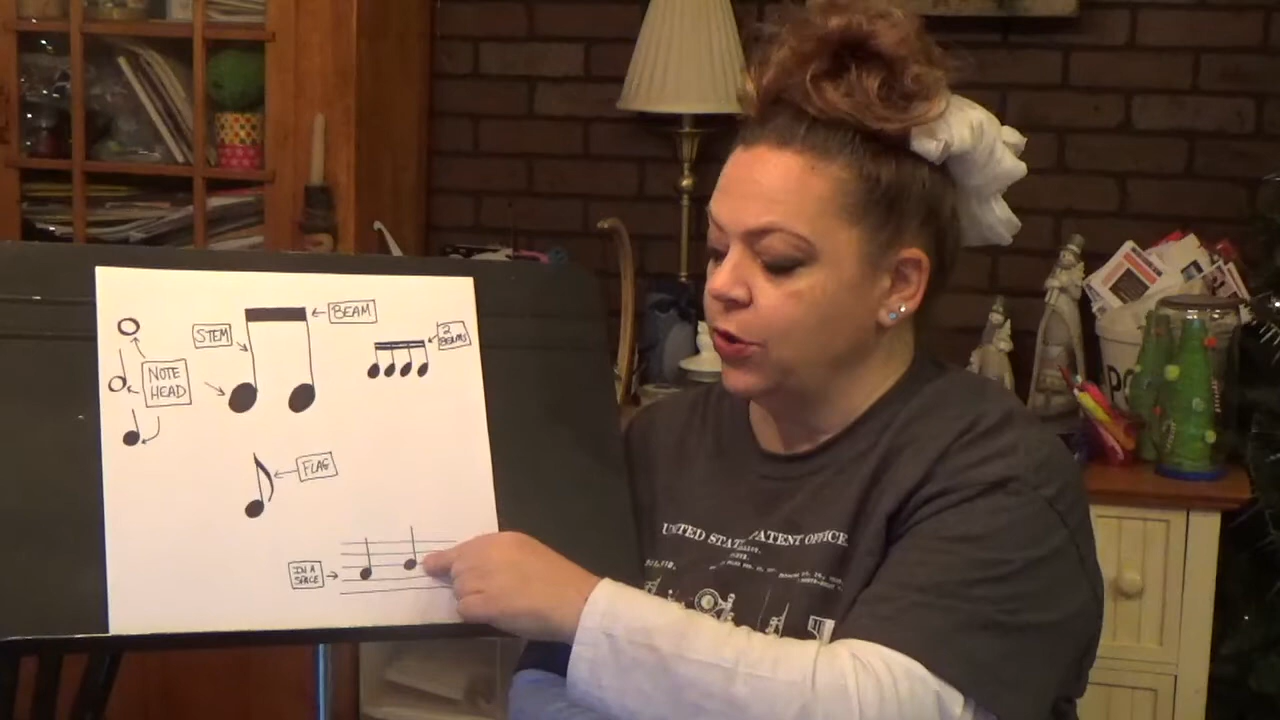 BEAM
STEM
2
BEAMS
NOTE
HEAD
FLAG
IN A
SPACE
UNITED STATES PATENT OFFICE